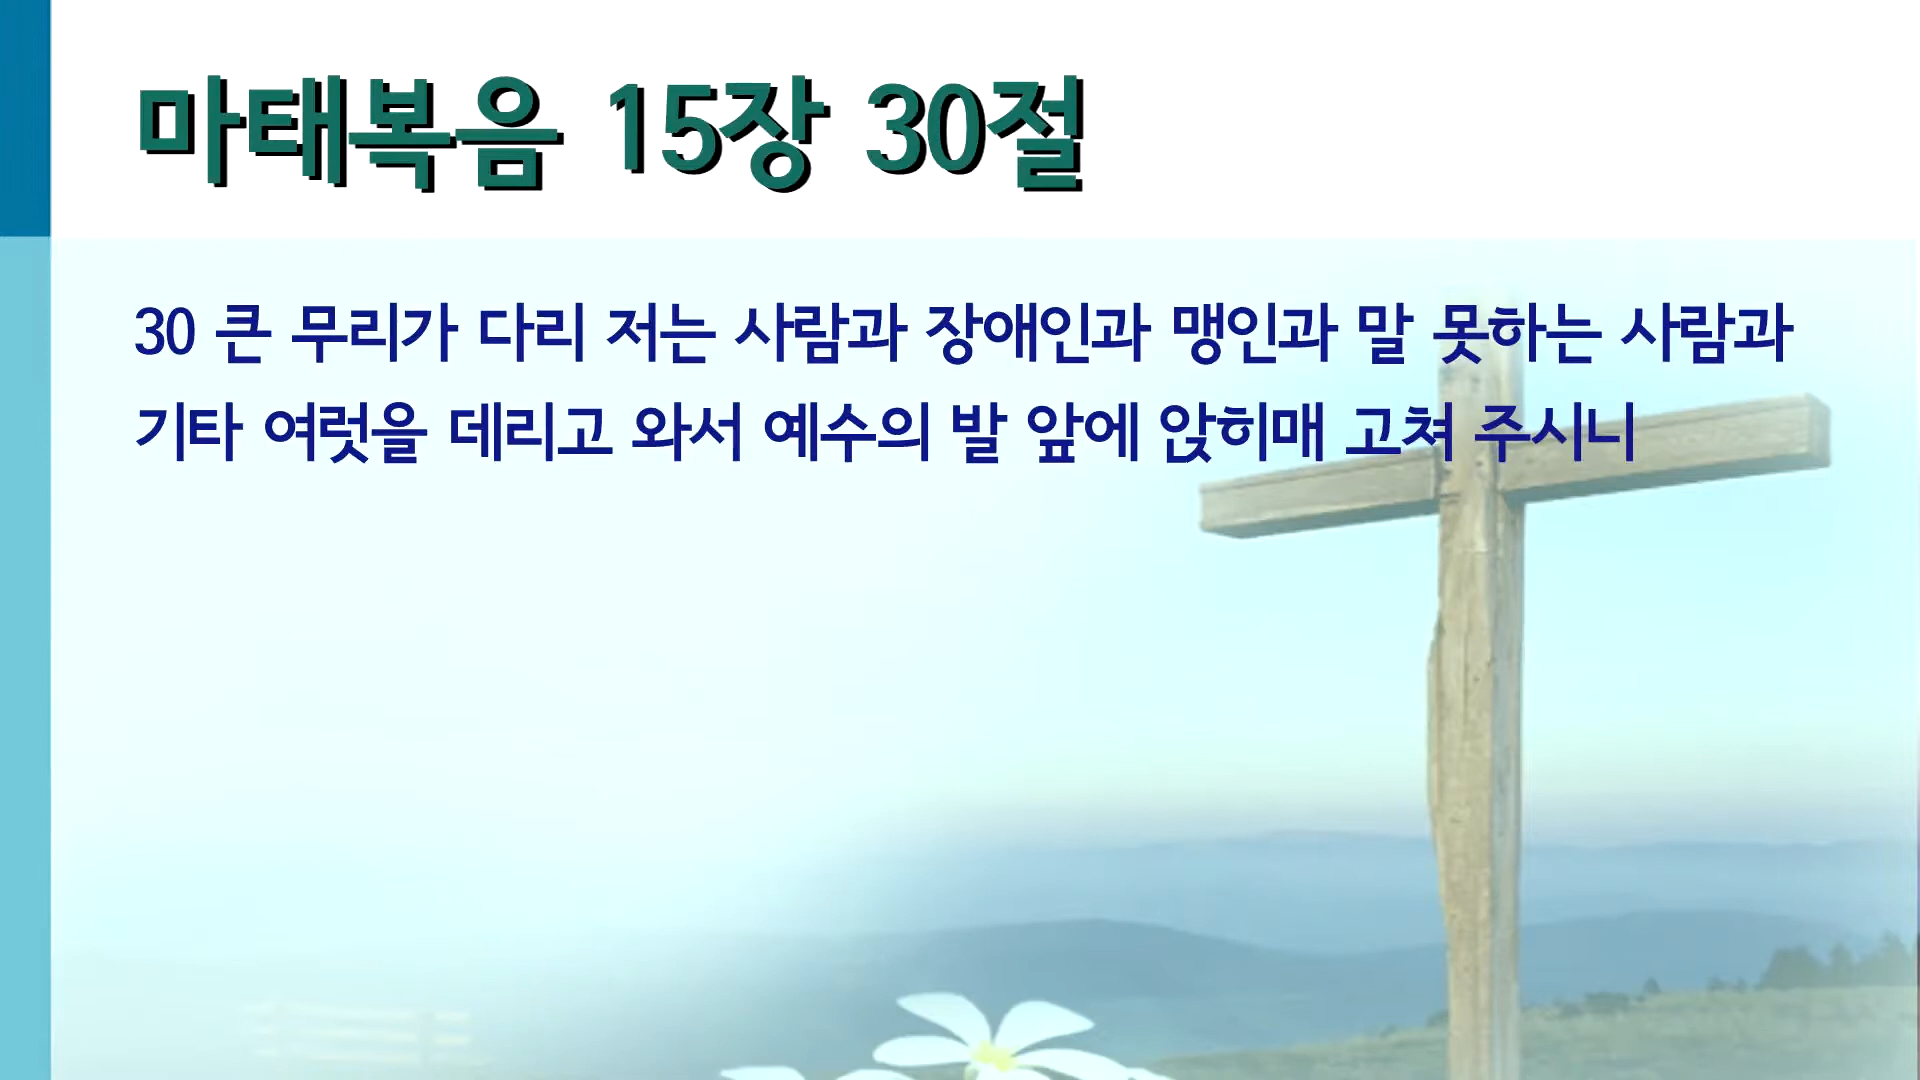 마태복음 15장 30절
30 큰 무리가 다리 저는 사람과 장애인과 맹인과 말 못하는 사람과
기타 여럿을 데리고 와서 예수의 발 앞에 앉히매 고쳐 주시니